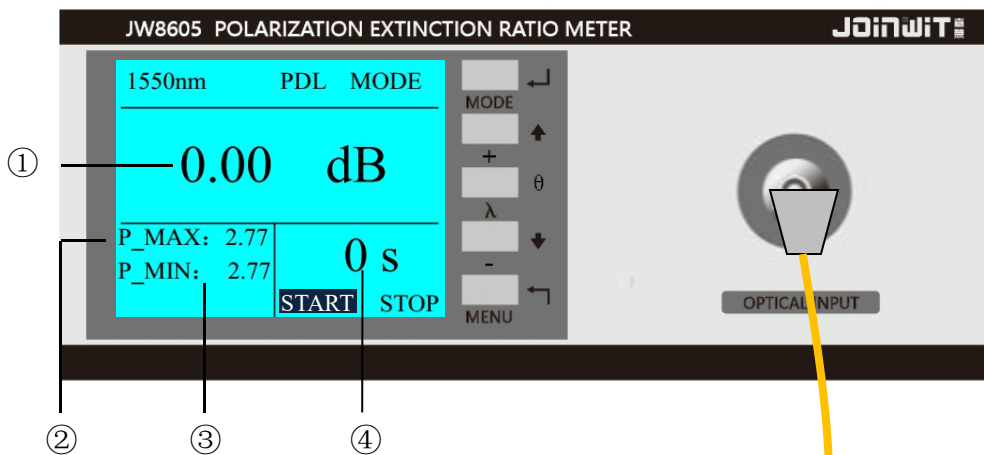 JW8605 POLARIZATION EXTINCTION RATIO METER
JOINWIT
1550nm PDL MODE
0.00 dB
P_MAX: 2.77
P_MIN: 2.77
0 s
START STOP
MODE
+
θ
λ
-
MENU
OPTICAL INPUT
①
②
③
④